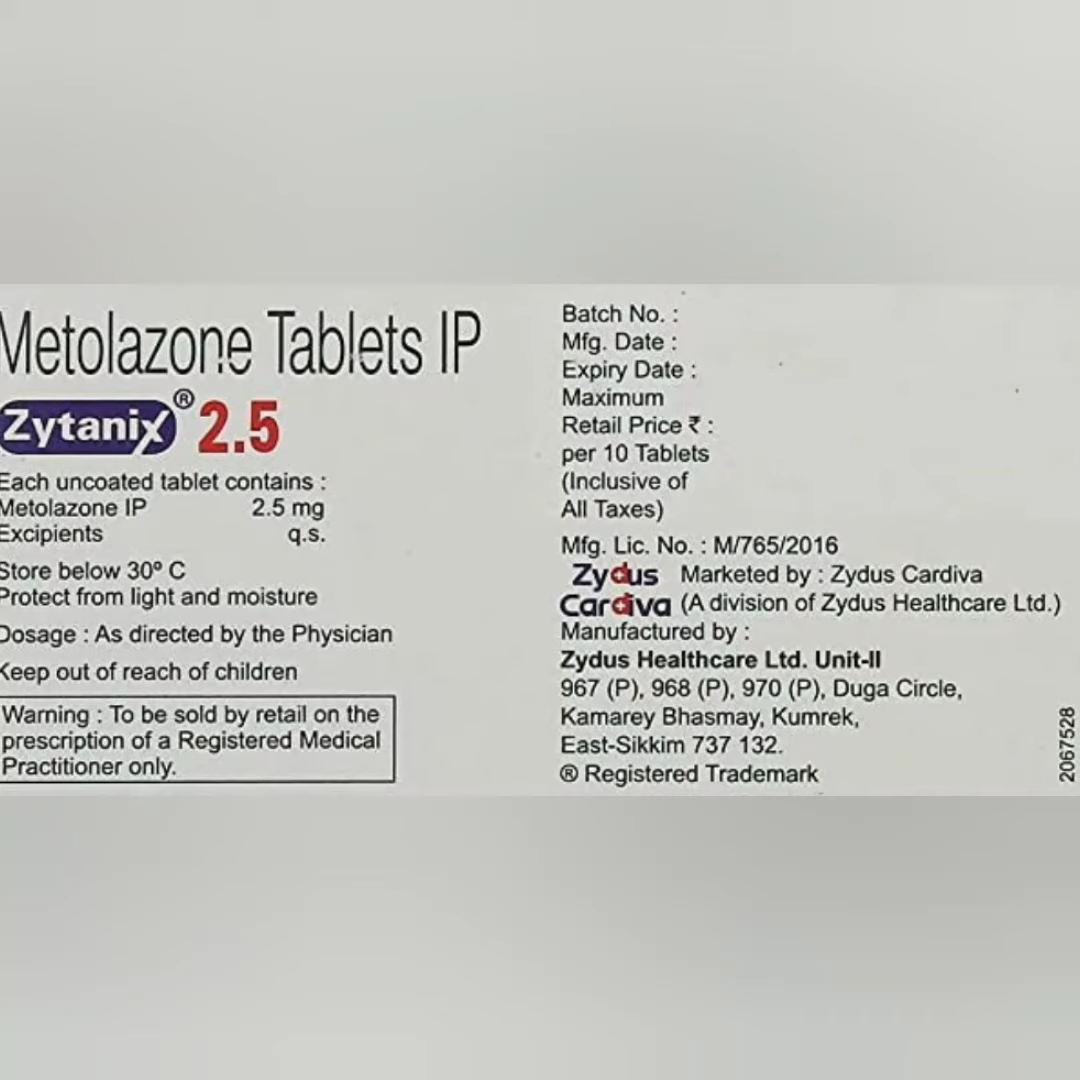 Metolazone Tablets IP
Zytanix® 2.5
Each uncoated tablet contains :
Metolazone IP 2.5 mg
Excipients q.s.
Store below 30º C
Protect from light and moisture
Dosage : As directed by the Physician
Keep out of reach of children
Warning : To be sold by retail on the
prescription of a Registered Medical
Practitioner only.
Batch No. :
Mfg. Date :
Expiry Date :
Maximum
Retail Price ₹ :
per 10 Tablets
(Inclusive of
All Taxes)
Mfg. Lic. No. : M/765/2016
Zydus Marketed by : Zydus Cardiva
Cardiva (A division of Zydus Healthcare Ltd.)
Manufactured by :
Zydus Healthcare Ltd. Unit-II
967 (P), 968 (P), 970 (P), Duga Circle,
Kamarey Bhasmay, Kumrek,
East-Sikkim 737 132.
® Registered Trademark
2067528